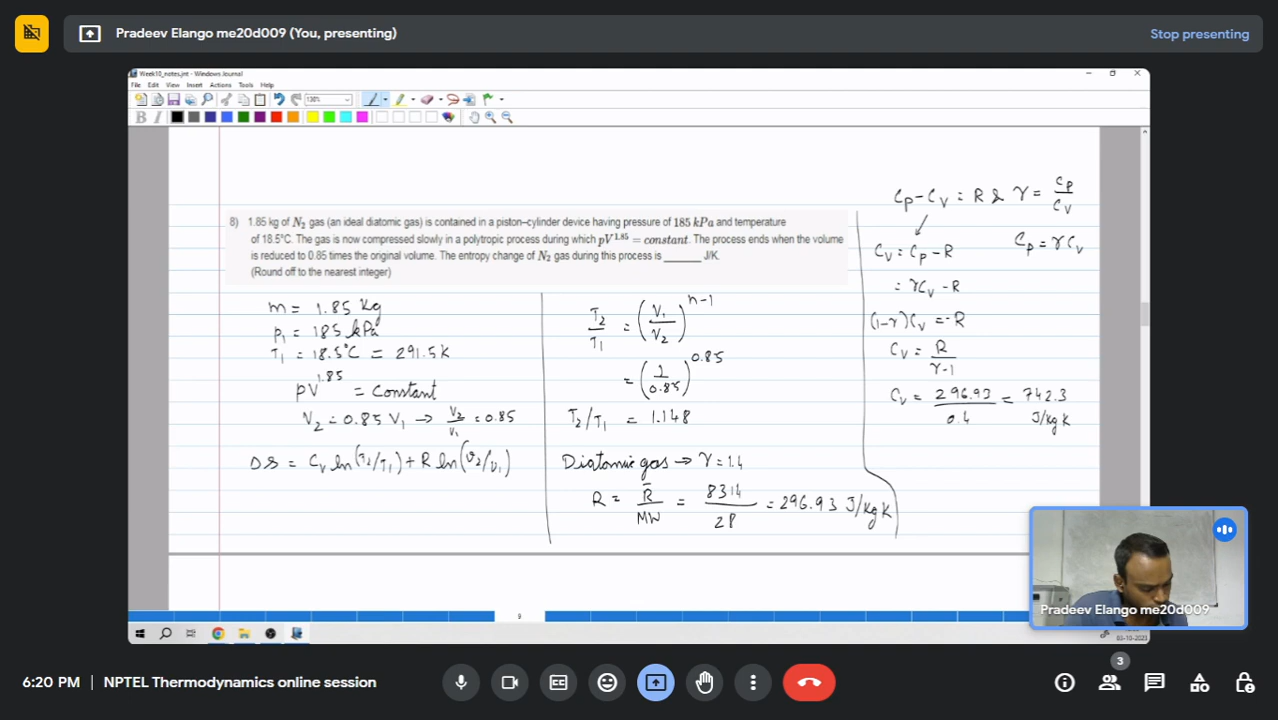 Pradeev Elango me20d009 (You, presenting)
Stop presenting
Week10_notes.jnt - Windows Journal
File Edit View Insert Actions Tools Help
130%
B I
8) 1.85 kg of N₂ gas (an ideal diatomic gas) is contained in a piston–cylinder device having pressure of 185 kPa and temperature
of 18.5°C. The gas is now compressed slowly in a polytropic process during which pV^1.85 = constant. The process ends when the volume
is reduced to 0.85 times the original volume. The entropy change of N₂ gas during this process is ______ J/K.
(Round off to the nearest integer)
m = 1.85 Kg
p₁ = 185 kPa
T₁ = 18.5°C = 291.5K
PV^1.85 = Constant
V₂ = 0.85 V₁ → V₂/V₁ = 0.85
Δs = Cv ln(T₂/T₁) + R ln(v₂/v₁)
T₂/T₁ = (V₁/V₂)^n-1
= (1/0.85)^0.85
T₂/T₁ = 1.148
Diatomic gas → γ = 1.4
R = R̄/MW = 8314/28 = 296.93 J/kg K
Cp - Cv = R & γ = Cp/Cv
Cp = γCv
Cv = Cp - R
= γCv - R
(1-γ)Cv = -R
Cv = R/γ-1
Cv = 296.93/0.4 = 742.3 J/kg K
9
03-10-2023
Pradeev Elango me20d009
6:20 PM | NPTEL Thermodynamics online session
3